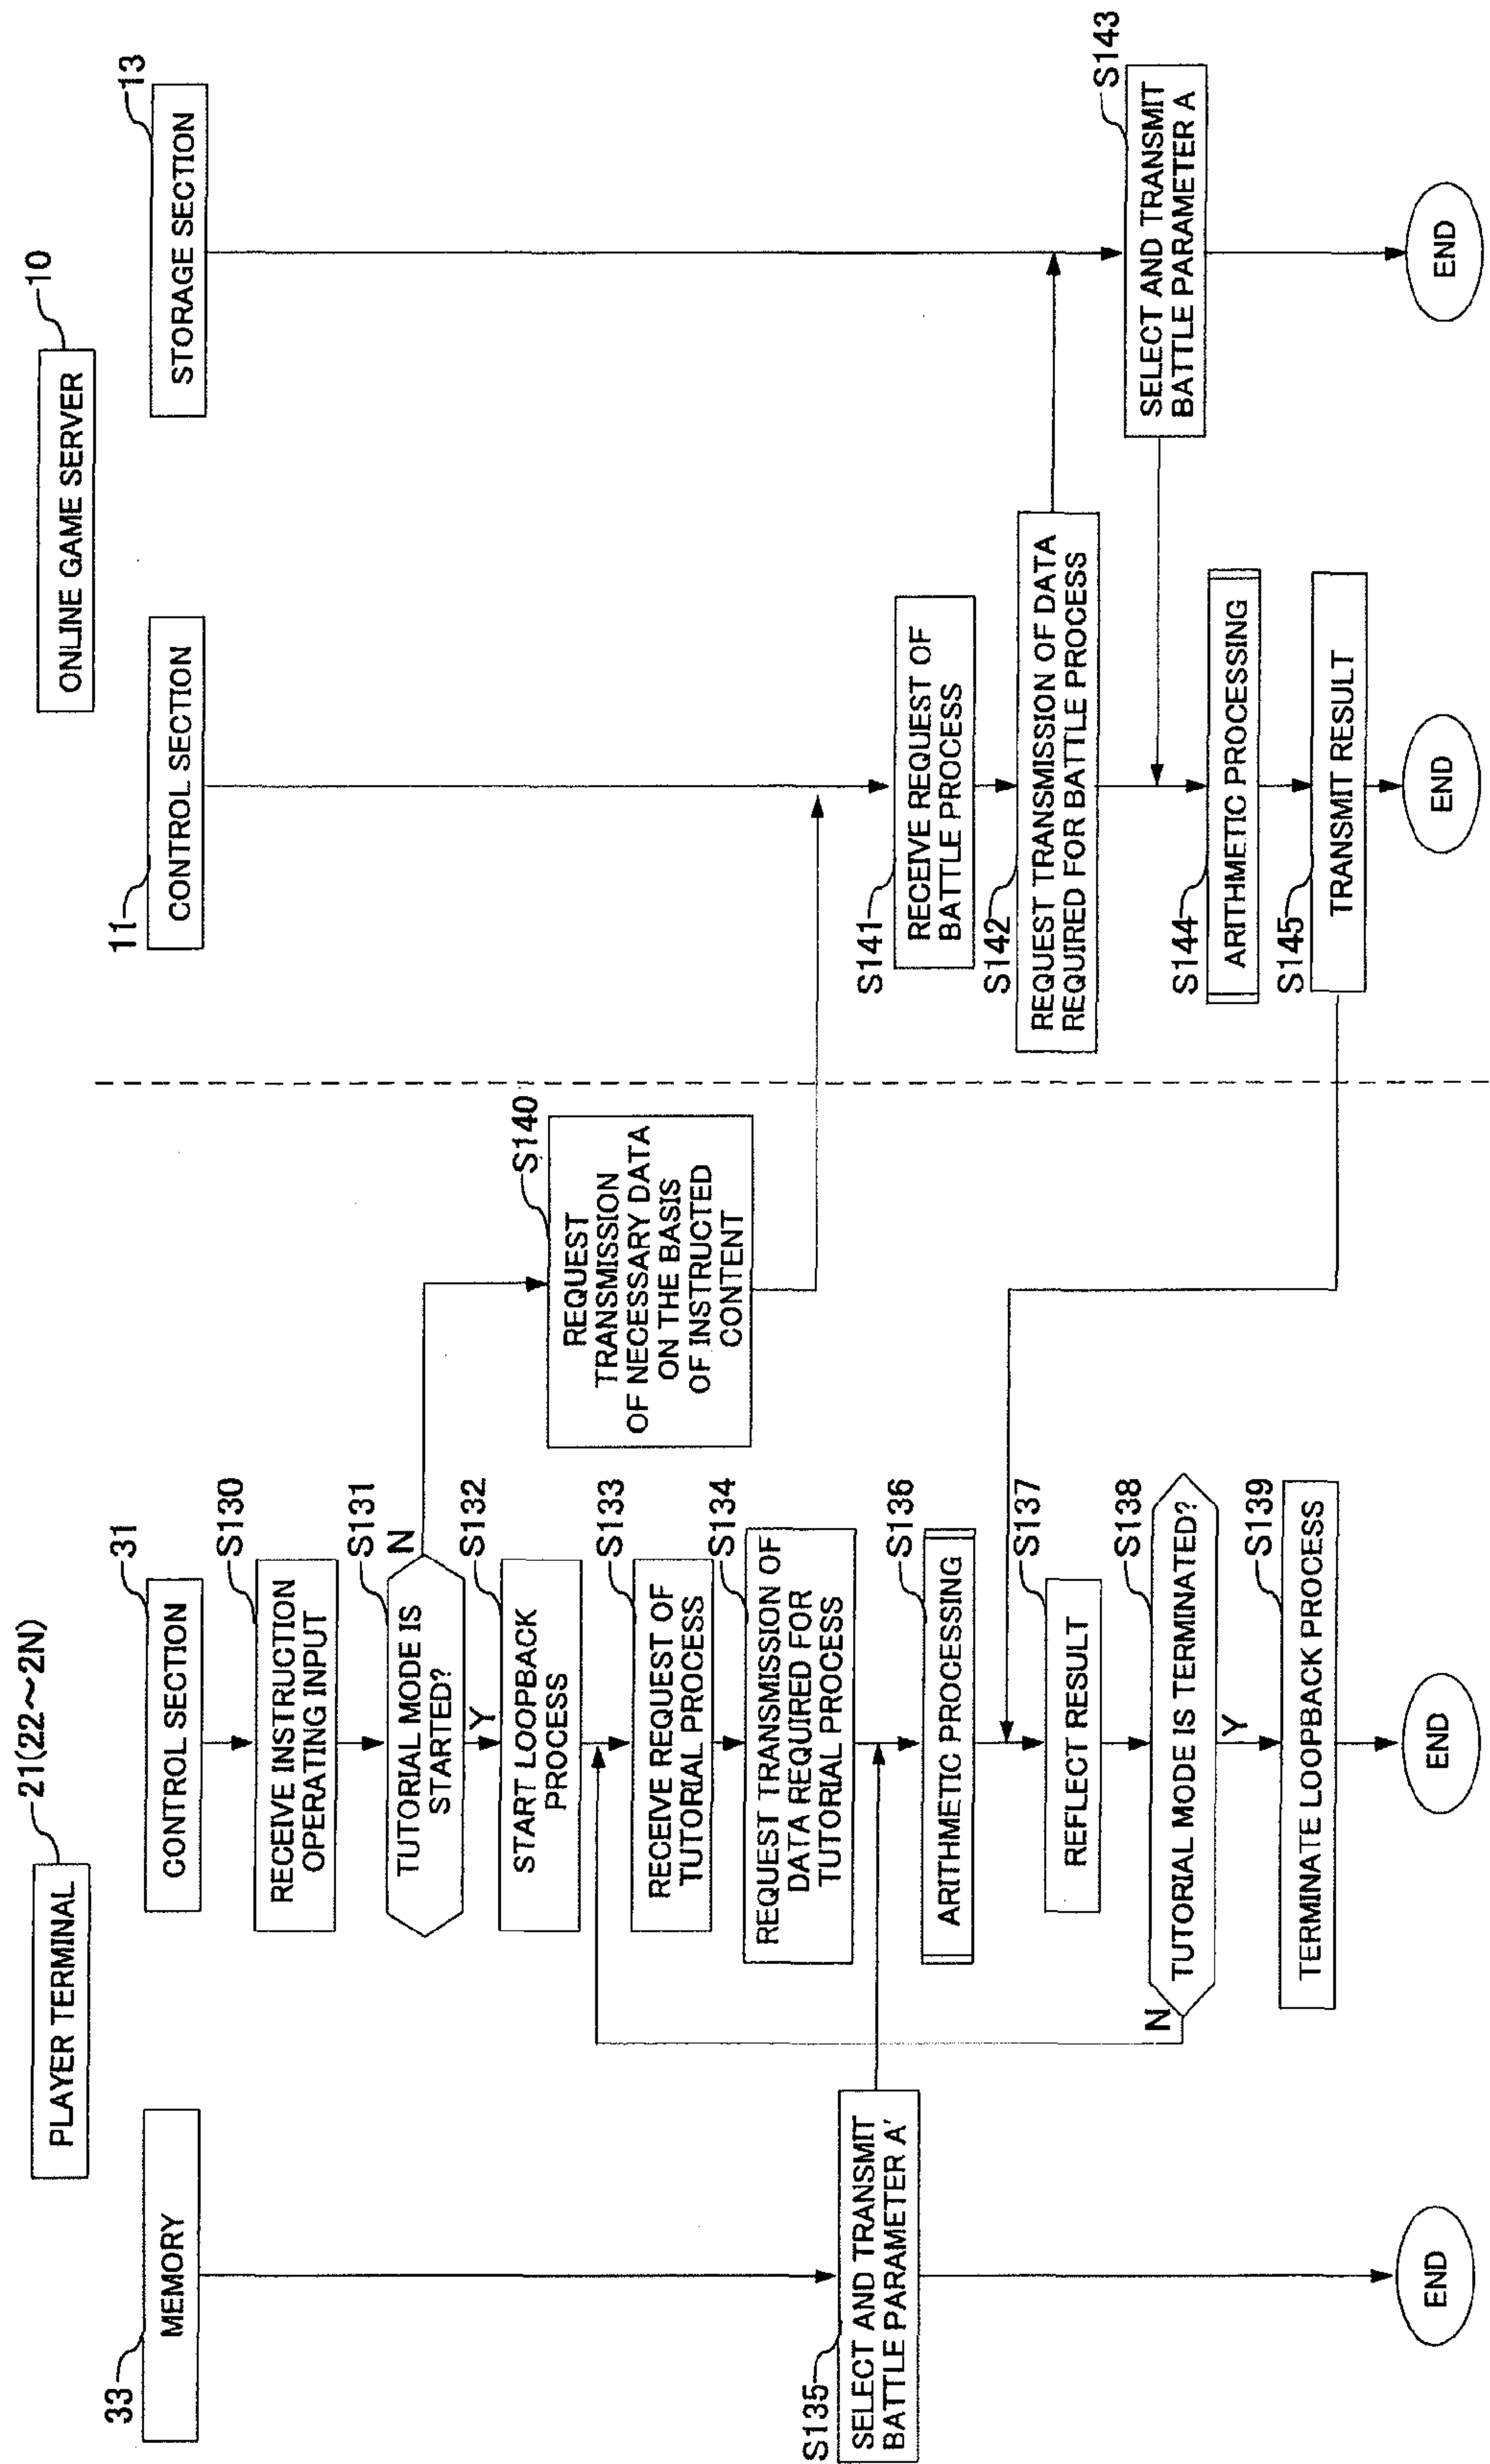 PLAYER TERMINAL
21(22~2N)
ONLINE GAME SERVER
10
33
MEMORY
CONTROL SECTION
31
11
CONTROL SECTION
STORAGE SECTION
13
RECEIVE INSTRUCTION
OPERATING INPUT
S130
TUTORIAL MODE IS
STARTED?
S131
N
Y
START LOOPBACK
PROCESS
S132
REQUEST
TRANSMISSION
OF NECESSARY DATA
ON THE BASIS
OF INSTRUCTED
CONTENT
S140
RECEIVE REQUEST OF
TUTORIAL PROCESS
S133
REQUEST TRANSMISSION OF
DATA REQUIRED FOR
TUTORIAL PROCESS
S134
S135
SELECT AND TRANSMIT
BATTLE PARAMETER A'
ARITHMETIC PROCESSING
S136
S141
RECEIVE REQUEST OF
BATTLE PROCESS
S142
REQUEST TRANSMISSION OF DATA
REQUIRED FOR BATTLE PROCESS
REFLECT RESULT
S137
SELECT AND TRANSMIT
BATTLE PARAMETER A
S143
N
TUTORIAL MODE IS TERMINATED?
S138
Y
S144
ARITHMETIC PROCESSING
TERMINATE LOOPBACK PROCESS
S139
S145
TRANSMIT RESULT
END
END
END
END